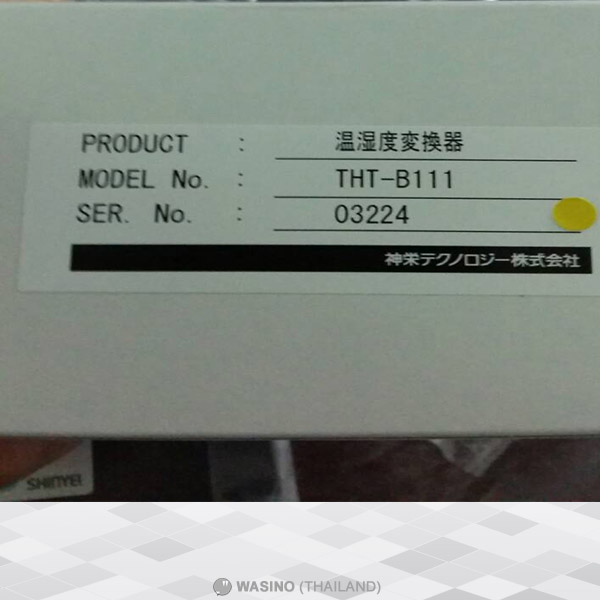 PRODUCT : 温湿度変換器
MODEL No. : THT-B111
SER. No. : 03224
神栄テクノロジー株式会社
SHINYEI
WASINO (THAILAND)